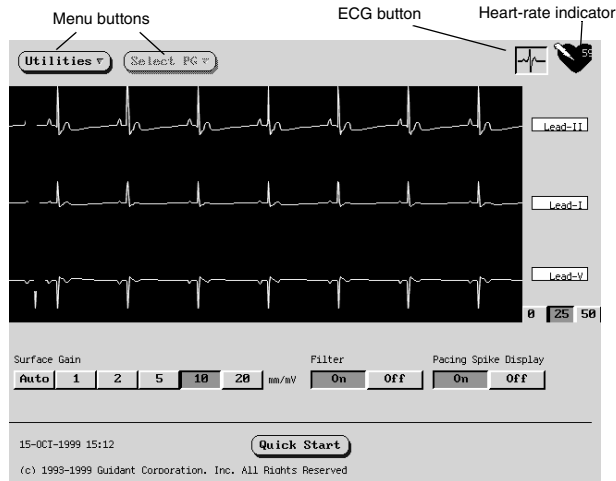 Menu buttons
ECG button
Heart-rate indicator
Utilities
Select PG
59
Lead-II
Lead-I
Lead-V
0 25 50
Surface Gain
Filter
Pacing Spike Display
Auto 1 2 5 10 20 mm/mV
On Off
On Off
15-OCT-1999 15:12
Quick Start
(c) 1993-1999 Guidant Corporation, Inc. All Rights Reserved